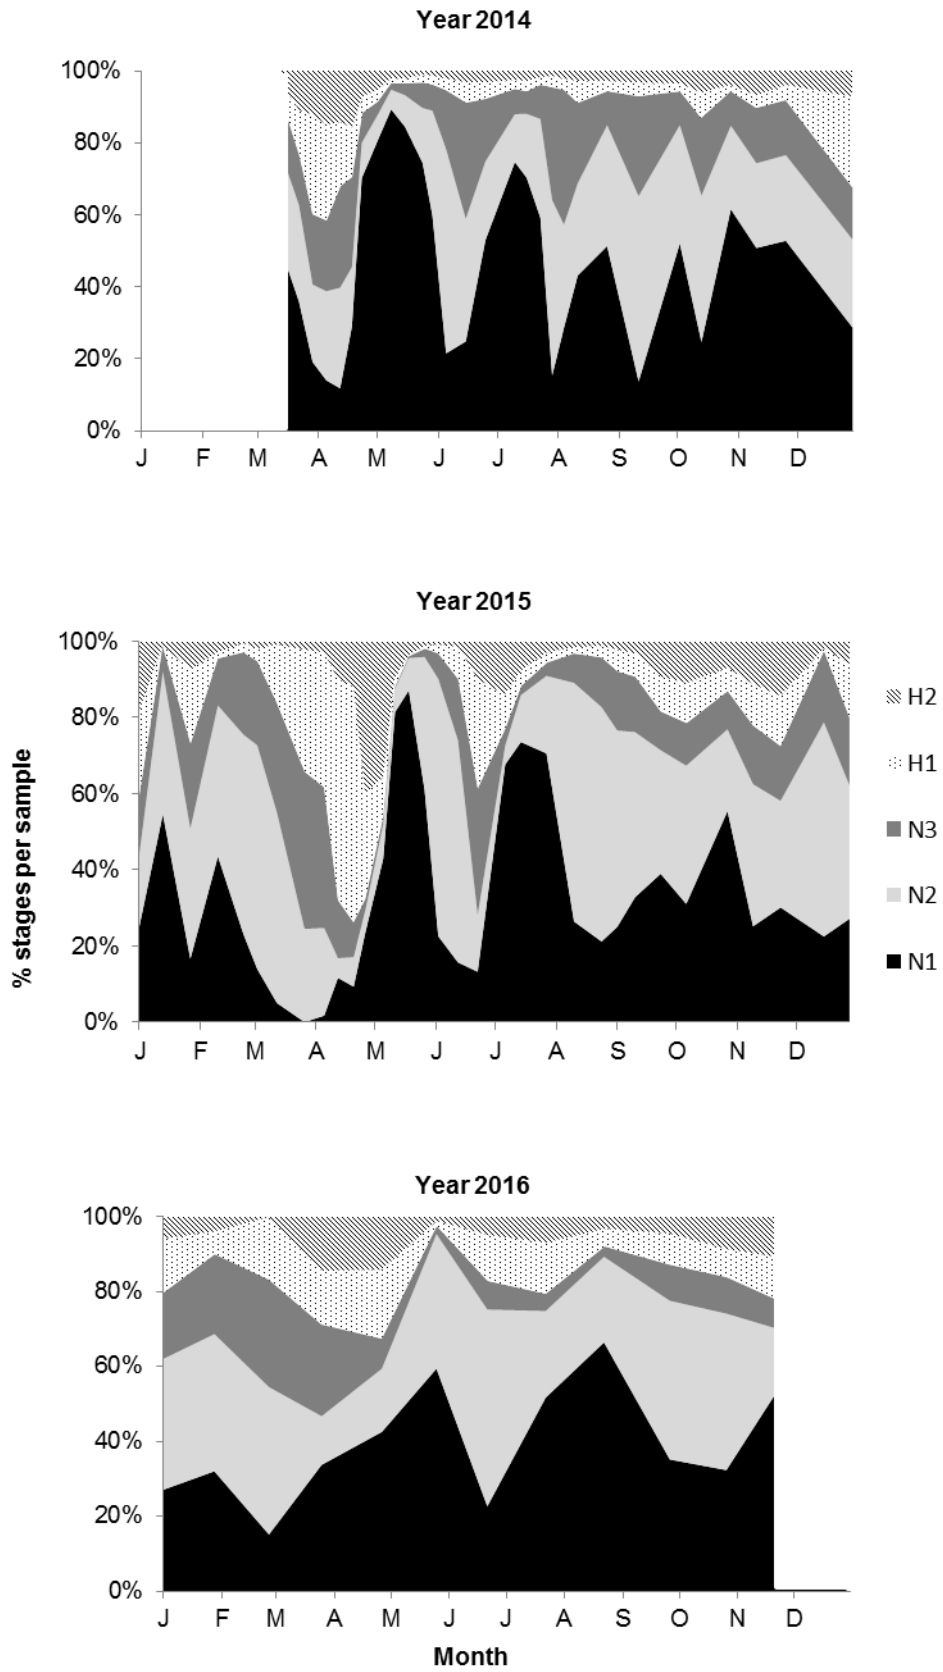 Year 2014
100%
80%
60%
40%
20%
0%
J F M A M J J A S O N D
Year 2015
% stages per sample
100%
80%
60%
40%
20%
0%
J F M A M J J A S O N D
H2
H1
N3
N2
N1
Year 2016
100%
80%
60%
40%
20%
0%
J F M A M J J A S O N D
Month